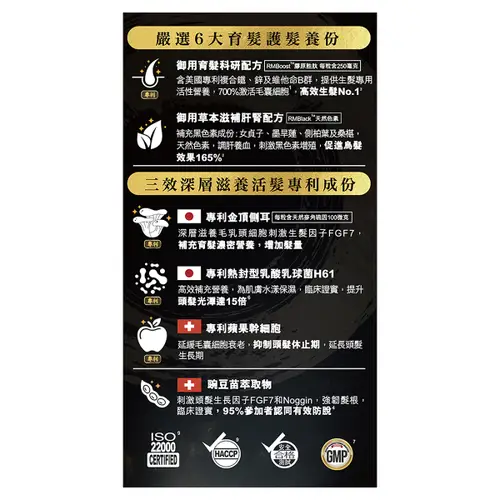 嚴選6大育髮護髮養份
御用育髮科研配方 RMBoost™膠原胜肽 每粒含250毫克
含美國專利複合鐵、鋅及維他命B群，提供生髮專用
活性營養，700%激活毛囊細胞¹，高效生髮No.1²
專利
御用草本滋補肝腎配方 RMBlack™天然色素
補充黑色素成份：女貞子、墨旱蓮、側柏葉及桑椹，
天然色素，調肝養血，刺激黑色素增殖，促進烏髮
效果165%³
三效深層滋養活髮專利成份
專利金頂側耳 每粒含天然麥角硫因100微克
深層滋養毛乳頭細胞刺激生髮因子FGF7，
補充育髮濃密營養，增加髮量
專利
專利熱封型乳酸乳球菌H61
高效補充營養，為肌膚水漾保濕，臨床證實，提升
頭髮光澤達15倍
專利
專利蘋果幹細胞
延緩毛囊細胞衰老，抑制頭髮休止期，延長頭髮
生長期
專利
豌豆苗萃取物
刺激頭髮生長因子FGF7和Noggin，強韌髮根，
臨床證實，95%參加者認同有效防脫
ISO 9
22000
CERTIFIED
HACCP
安全
合格
測試
GMP 7